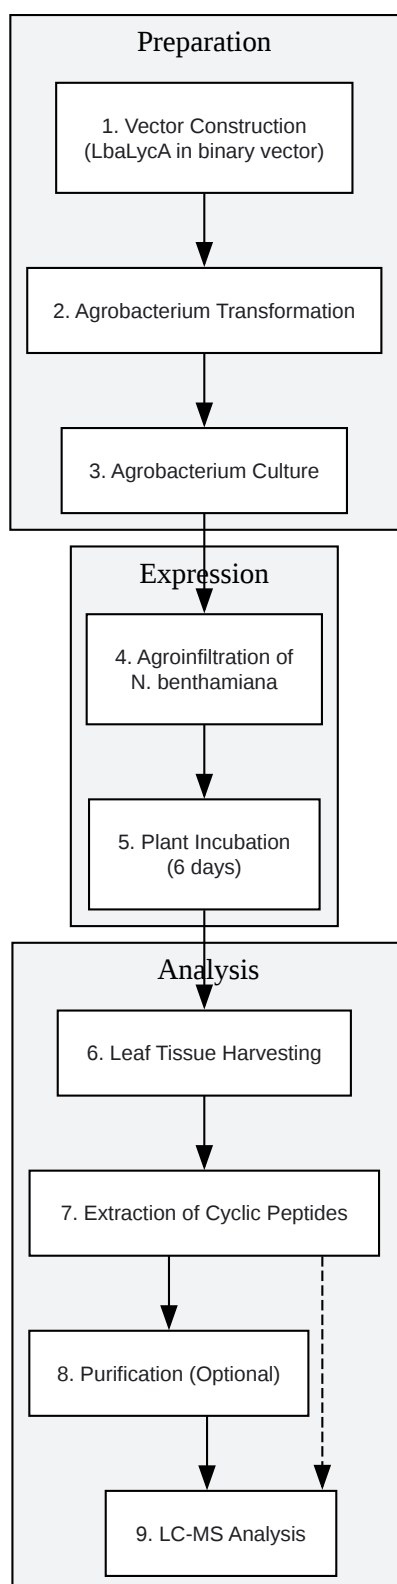 Preparation
1. Vector Construction
(LbaLycA in binary vector)
2. Agrobacterium Transformation
3. Agrobacterium Culture
Expression
4. Agroinfiltration of
N. benthamiana
5. Plant Incubation
(6 days)
Analysis
6. Leaf Tissue Harvesting
7. Extraction of Cyclic Peptides
8. Purification (Optional)
9. LC-MS Analysis